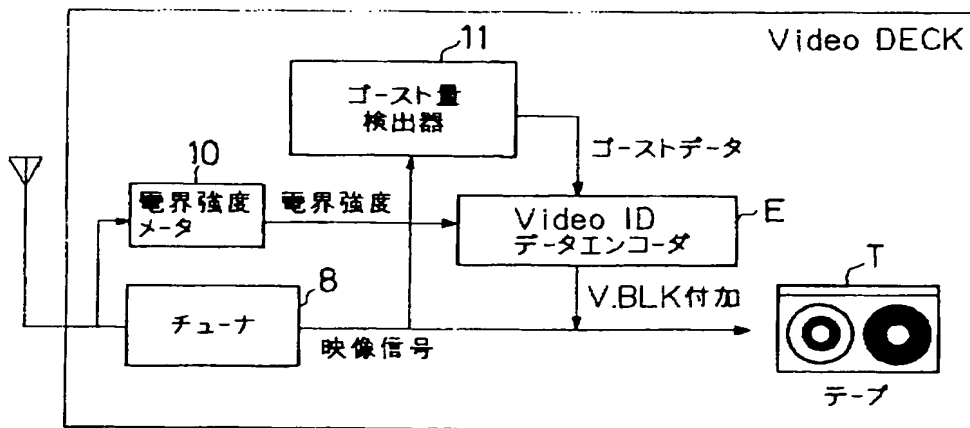 Video DECK
11
ゴースト量
検出器
ゴーストデータ
10
電界強度
メータ
電界強度
Video ID
データエンコーダ
E
8
チューナ
映像信号
V.BLK付加
T
テープ